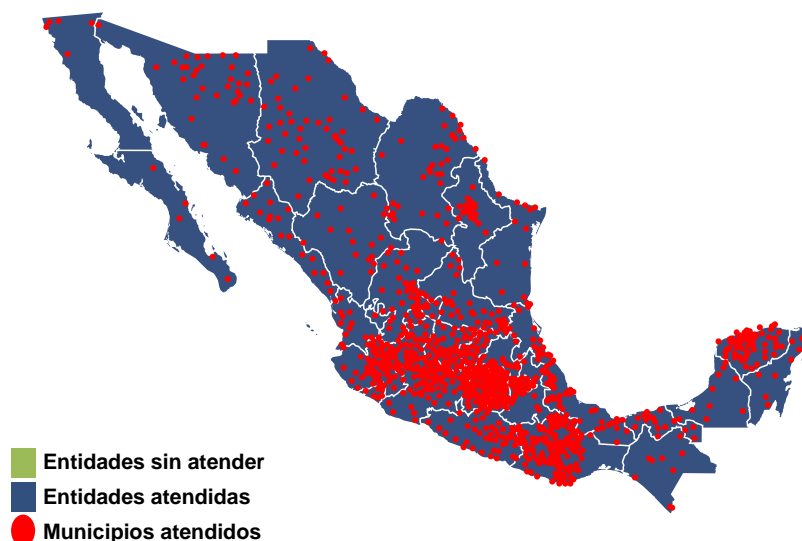 Entidades sin atender
Entidades atendidas
Municipios atendidos